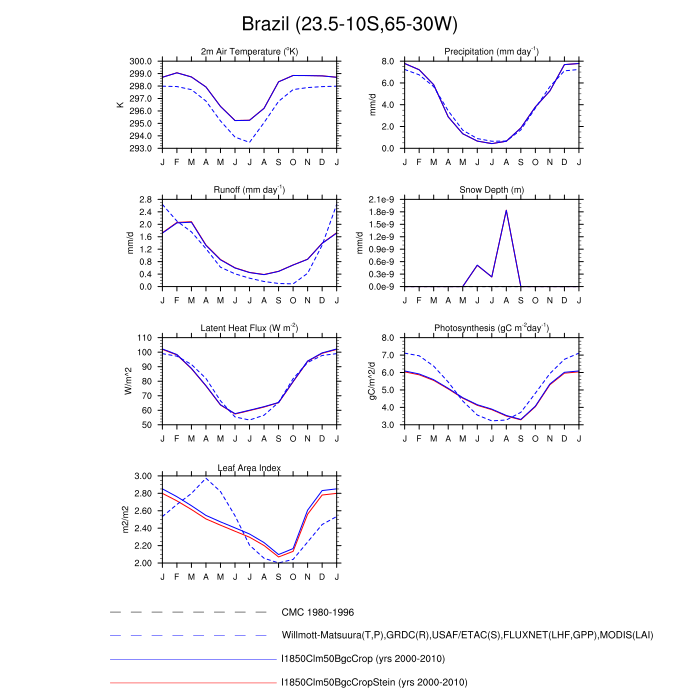 Brazil (23.5-10S,65-30W)
2m Air Temperature (°K)
Precipitation (mm day⁻¹)
300.0
299.0
298.0
297.0
296.0
295.0
294.0
293.0
K
J F M A M J J A S O N D J
8.0
6.0
4.0
2.0
0.0
mm/d
J F M A M J J A S O N D J
Runoff (mm day⁻¹)
Snow Depth (m)
2.8
2.4
2.0
1.6
1.2
0.8
0.4
0.0
mm/d
J F M A M J J A S O N D J
2.1e-9
1.8e-9
1.5e-9
1.2e-9
0.9e-9
0.6e-9
0.3e-9
0.0e-9
mm/d
J F M A M J J A S O N D J
Latent Heat Flux (W m⁻²)
Photosynthesis (gC m⁻²day⁻¹)
110
100
90
80
70
60
50
W/m^2
J F M A M J J A S O N D J
8.0
7.0
6.0
5.0
4.0
3.0
gC/m^2/d
J F M A M J J A S O N D J
Leaf Area Index
3.00
2.80
2.60
2.40
2.20
2.00
m2/m2
J F M A M J J A S O N D J
CMC 1980-1996
Willmott-Matsuura(T,P),GRDC(R),USAF/ETAC(S),FLUXNET(LHF,GPP),MODIS(LAI)
I1850Clm50BgcCrop (yrs 2000-2010)
I1850Clm50BgcCropStein (yrs 2000-2010)